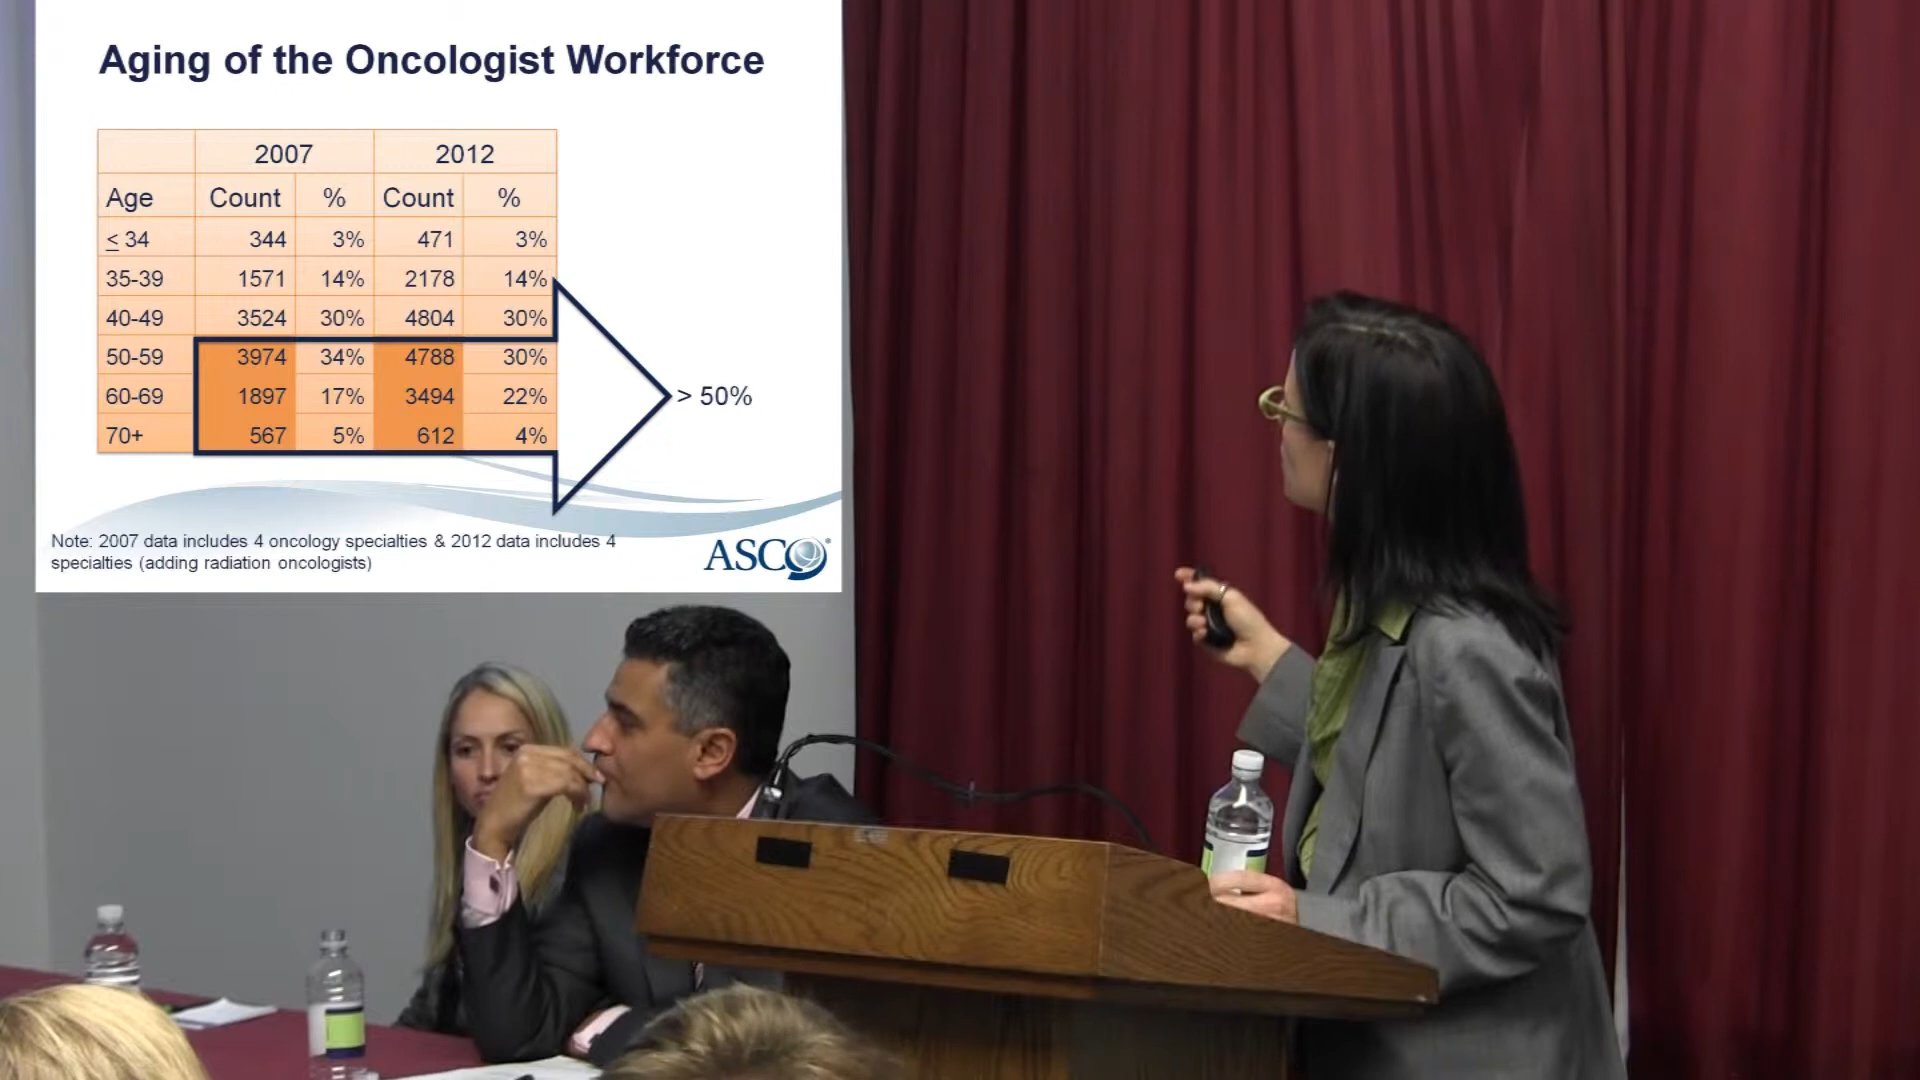 Aging of the Oncologist Workforce
2007 2012
Age Count % Count %
≤ 34 344 3% 471 3%
35-39 1571 14% 2178 14%
40-49 3524 30% 4804 30%
50-59 3974 34% 4788 30%
60-69 1897 17% 3494 22%
70+ 567 5% 612 4%
> 50%
Note: 2007 data includes 4 oncology specialties & 2012 data includes 4
specialties (adding radiation oncologists)
ASCO®